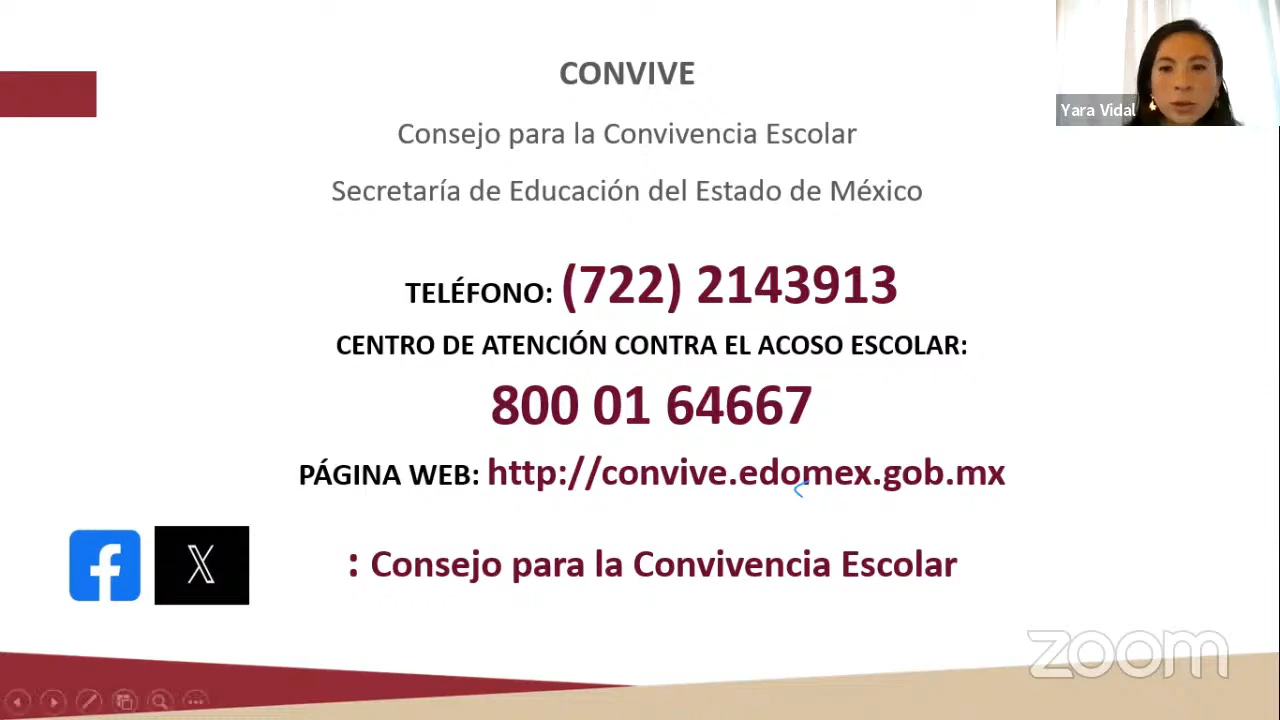 CONVIVE
Consejo para la Convivencia Escolar
Secretaría de Educación del Estado de México
TELÉFONO: (722) 2143913
CENTRO DE ATENCIÓN CONTRA EL ACOSO ESCOLAR:
800 01 64667
PÁGINA WEB: http://convive.edomex.gob.mx
: Consejo para la Convivencia Escolar
Yara Vidal
zoom